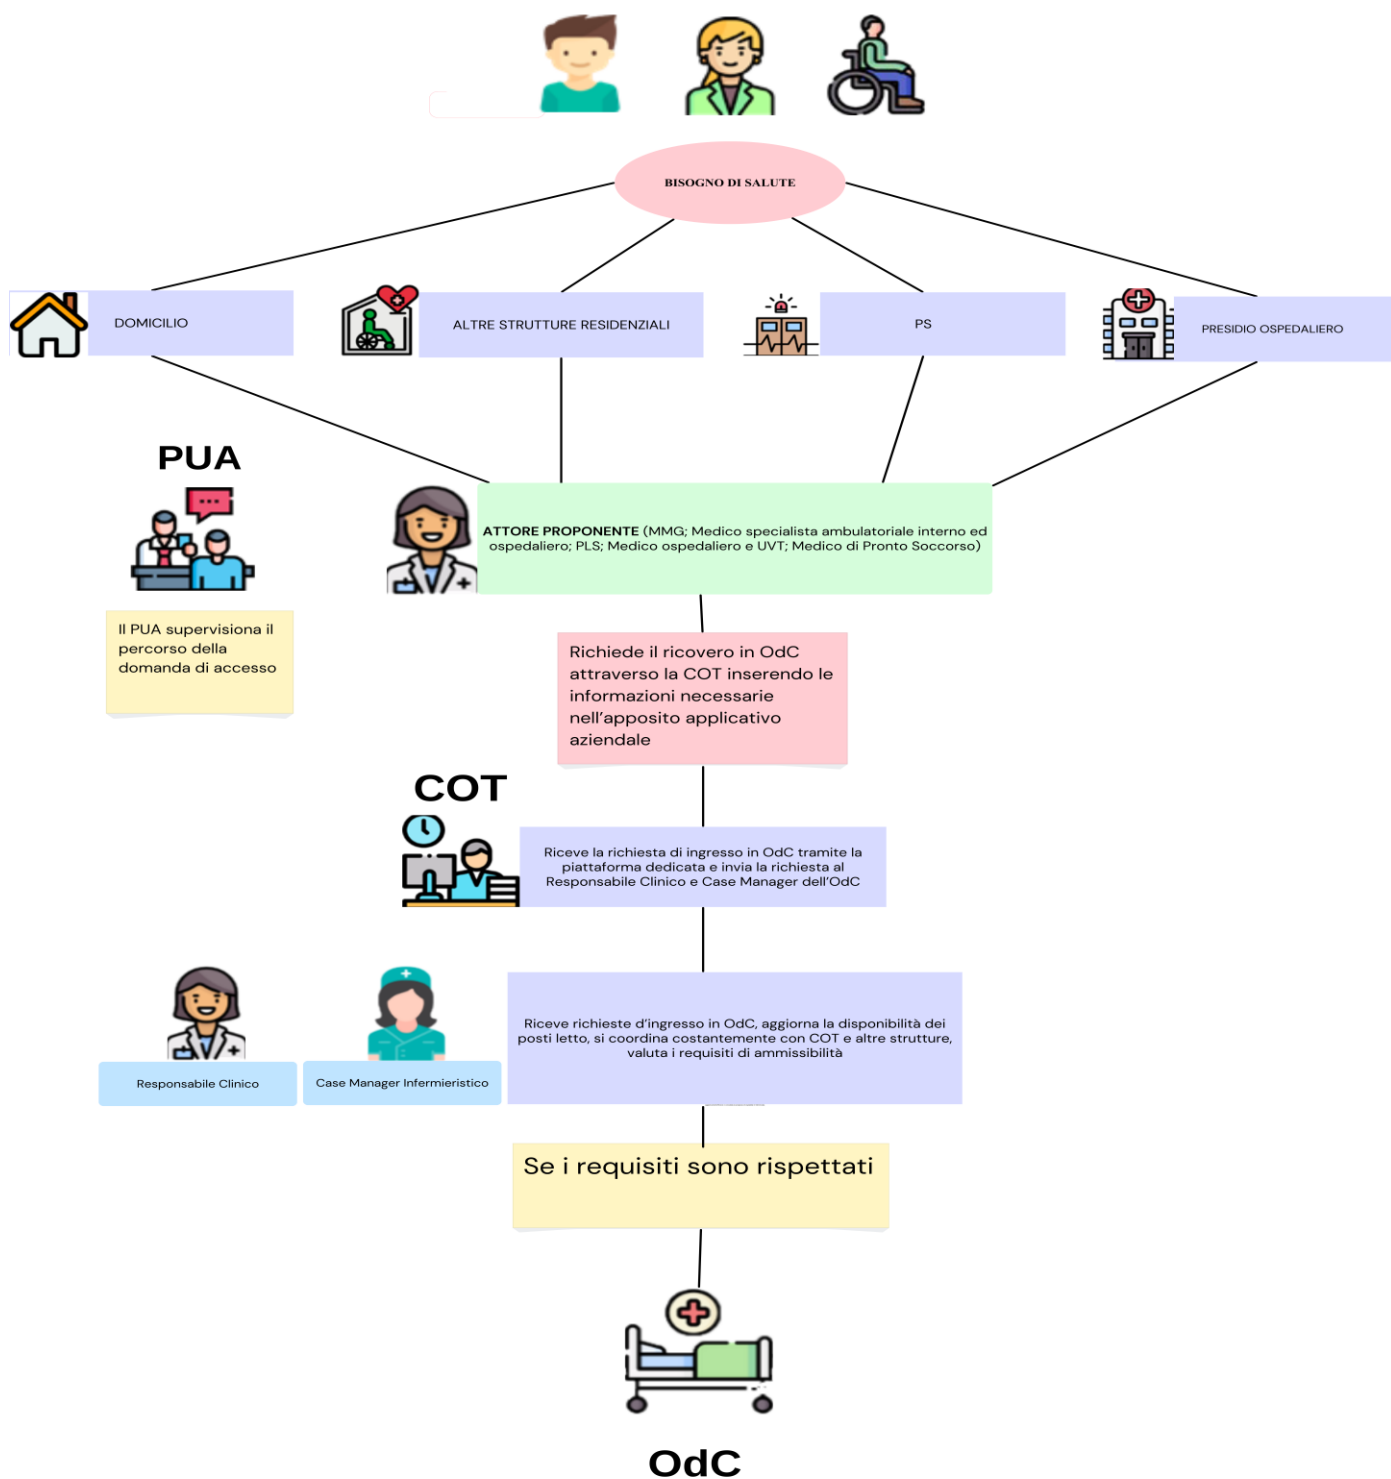 BISOGNO DI SALUTE
DOMICILIO
ALTRE STRUTTURE RESIDENZIALI
PS
PRESIDIO OSPEDALIERO
PUA
ATTORE PROPONENTE (MMG; Medico specialista ambulatoriale interno ed
ospedaliero; PLS; Medico ospedaliero e UVT; Medico di Pronto Soccorso)
Il PUA supervisiona il
percorso della
domanda di accesso
Richiede il ricovero in OdC
attraverso la COT inserendo le
informazioni necessarie
nell'apposito applicativo
aziendale
COT
Riceve la richiesta di ingresso in OdC tramite la
piattaforma dedicata e invia la richiesta al
Responsabile Clinico e Case Manager dell'OdC
Riceve richieste d'ingresso in OdC, aggiorna la disponibilità dei
posti letto, si coordina costantemente con COT e altre strutture,
valuta i requisiti di ammissibilità
Responsabile Clinico
Case Manager Infermieristico
Se i requisiti sono rispettati
OdC